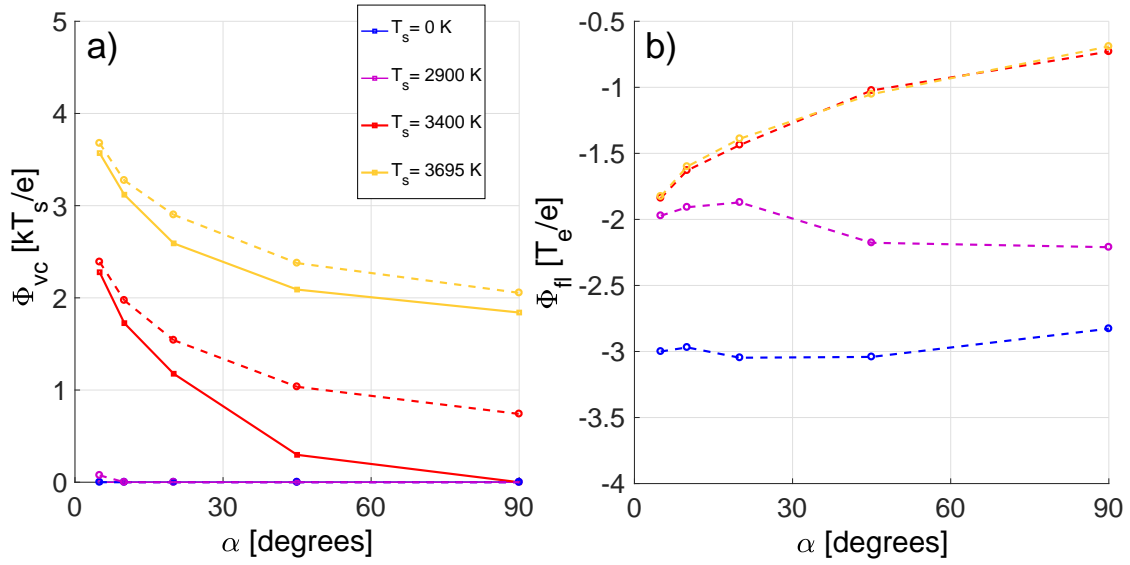 a)
T_s= 0 K
T_s= 2900 K
T_s= 3400 K
T_s= 3695 K
5
4
3
2
1
0
Φ_vc [kT_s/e]
0
30
60
90
α [degrees]
b)
-0.5
-1
-1.5
-2
-2.5
-3
-3.5
-4
Φ_fl [T_e/e]
0
30
60
90
α [degrees]